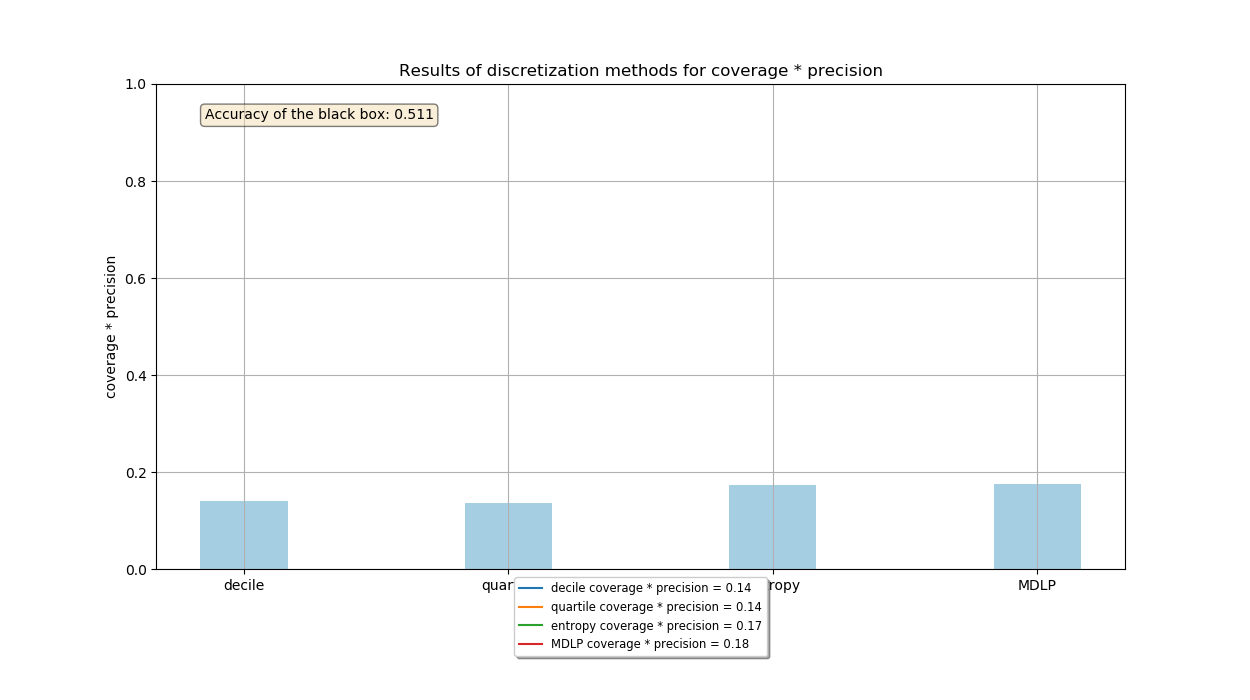 Results of discretization methods for coverage * precision
Accuracy of the black box: 0.511
coverage * precision
1.0
0.8
0.6
0.4
0.2
0.0
decile
MDLP
decile coverage * precision = 0.14
quartile coverage * precision = 0.14
entropy coverage * precision = 0.17
MDLP coverage * precision = 0.18